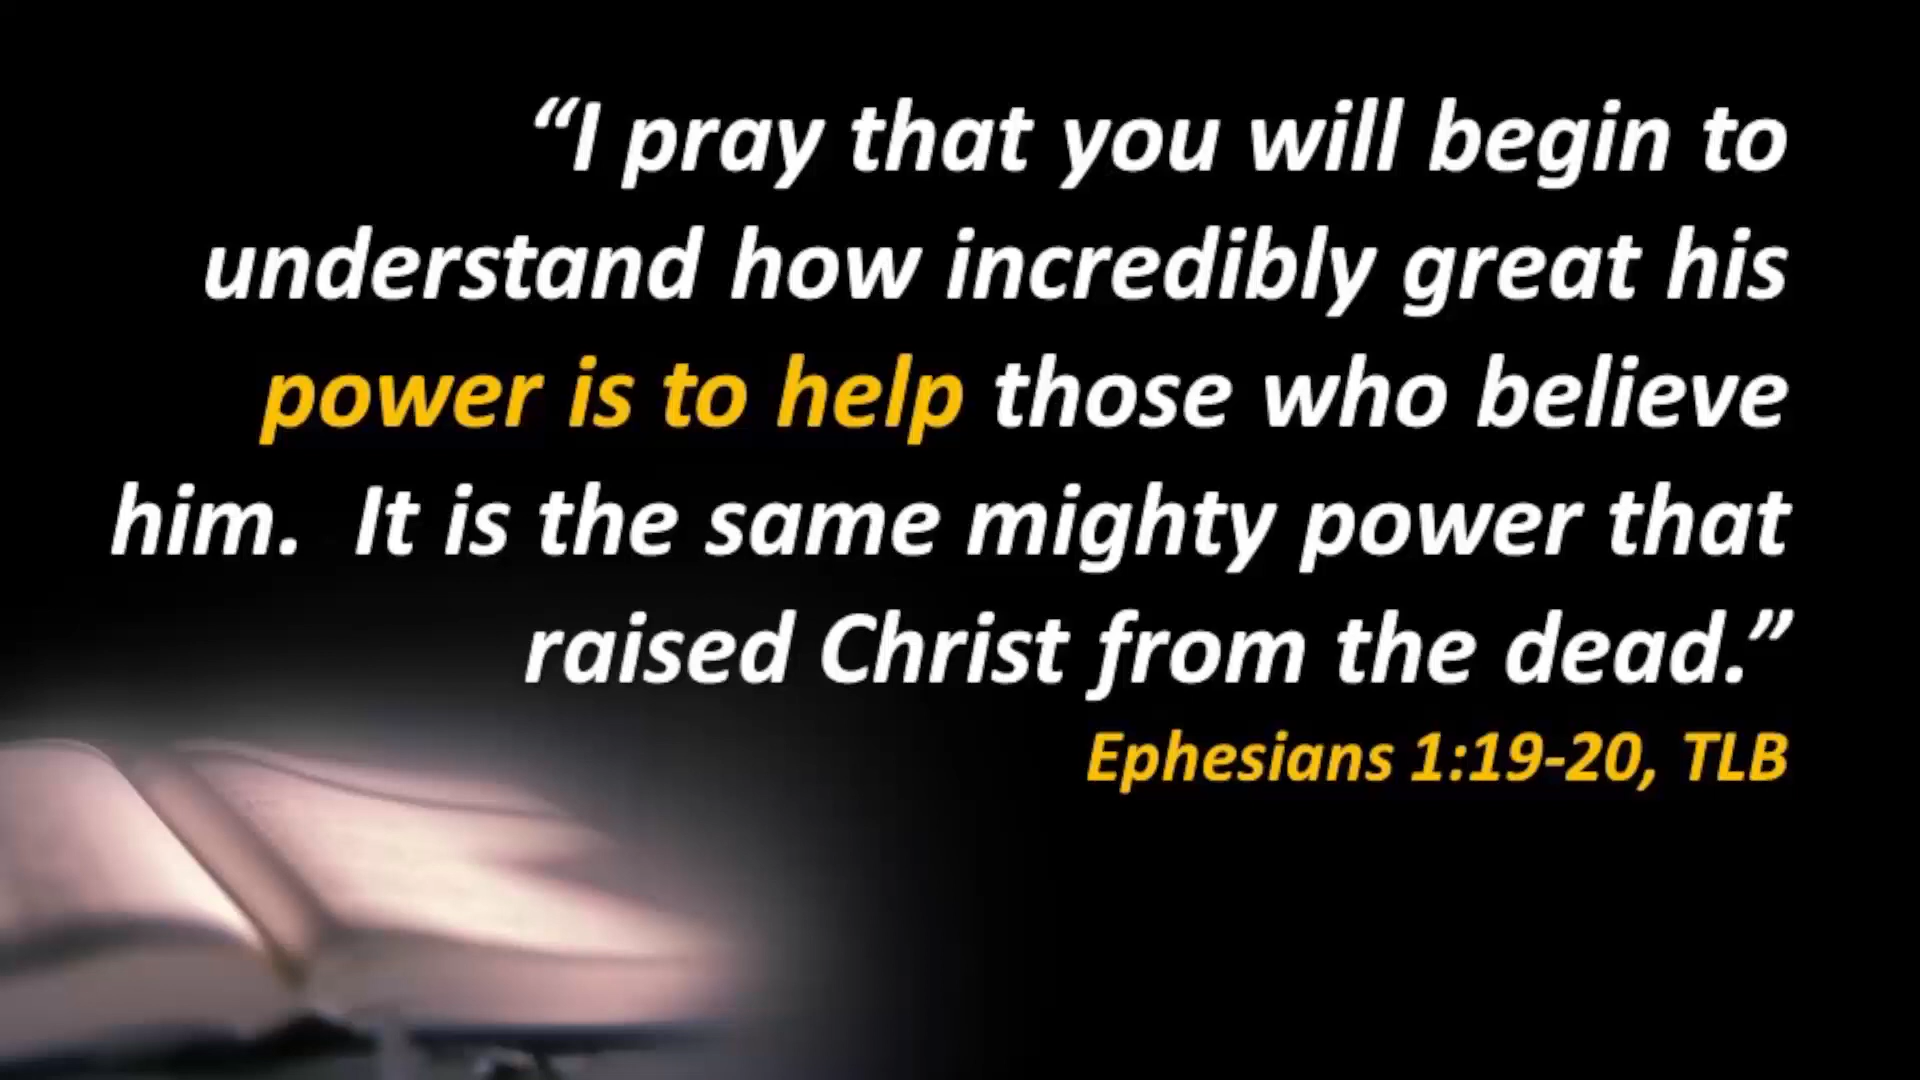 “I pray that you will begin to
understand how incredibly great his
power is to help those who believe
him.  It is the same mighty power that
raised Christ from the dead.”
Ephesians 1:19-20, TLB